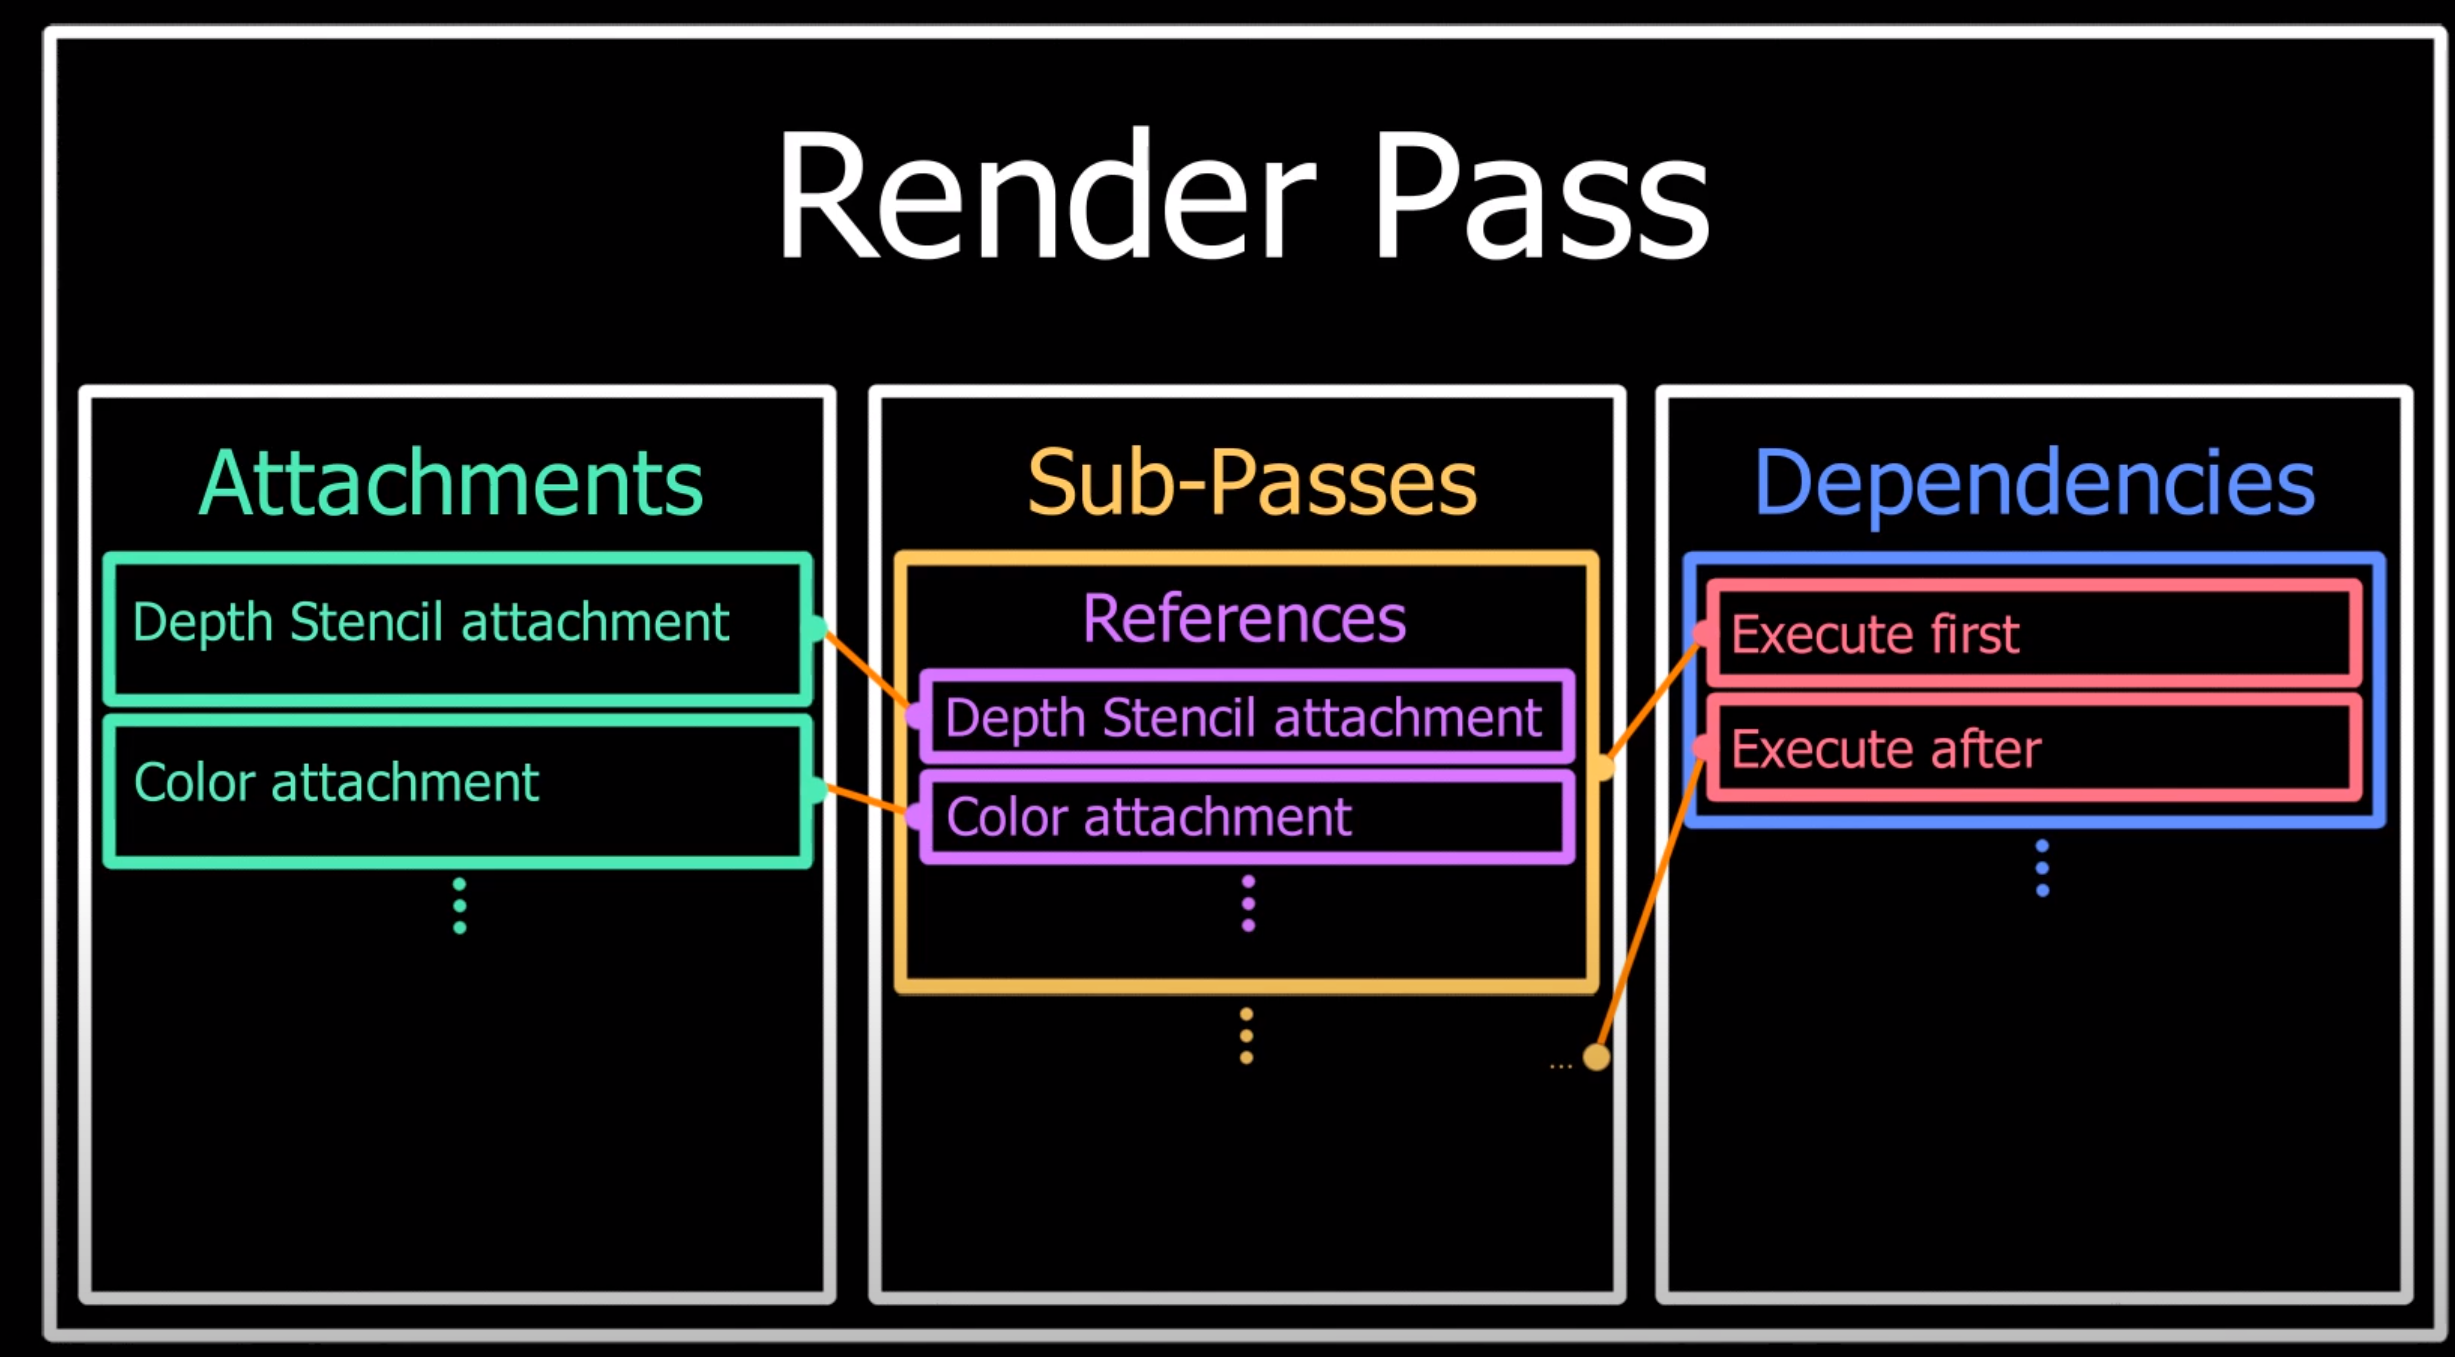 Render Pass
Attachments
Depth Stencil attachment
Color attachment
Sub-Passes
References
Depth Stencil attachment
Color attachment
...
Dependencies
Execute first
Execute after